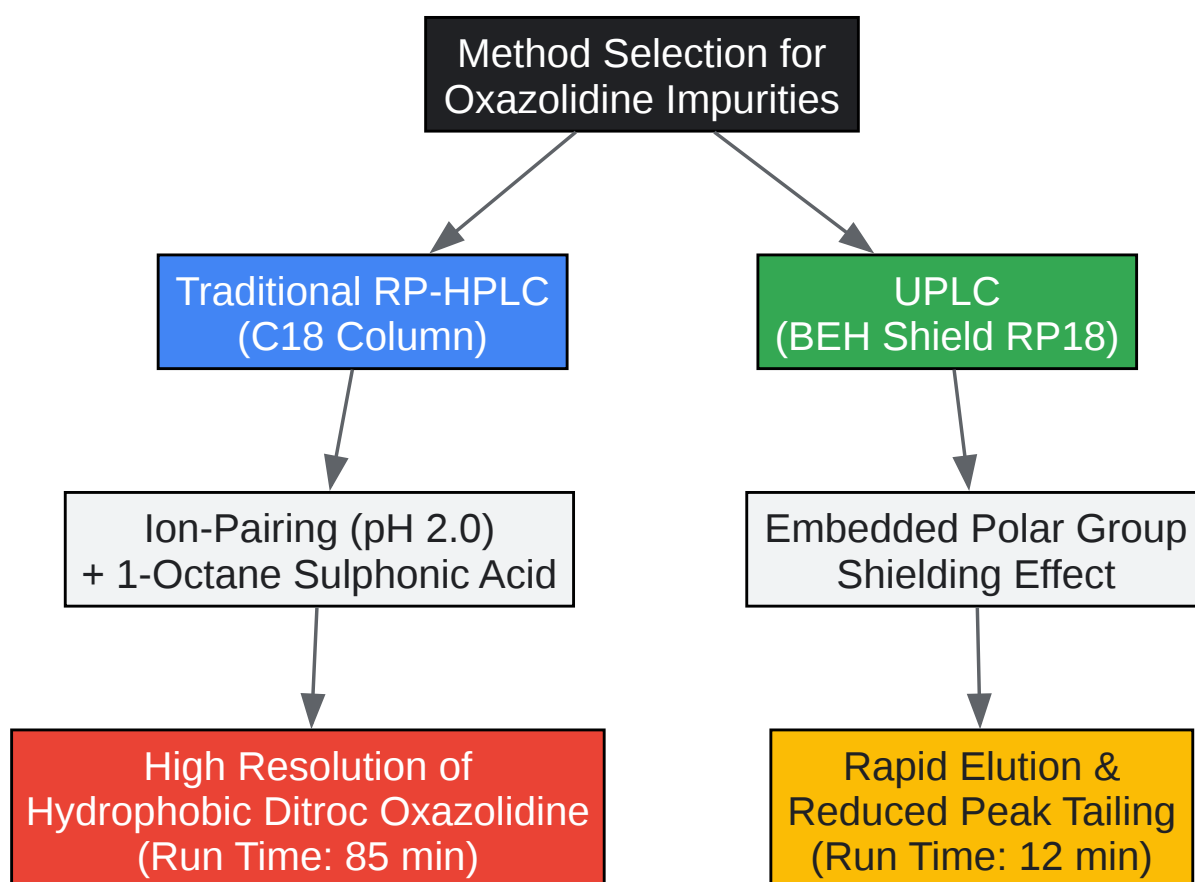 Method Selection for
Oxazolidine Impurities
Traditional RP-HPLC
(C18 Column)
UPLC
(BEH Shield RP18)
Ion-Pairing (pH 2.0)
+ 1-Octane Sulphonic Acid
Embedded Polar Group
Shielding Effect
High Resolution of
Hydrophobic Ditroc Oxazolidine
(Run Time: 85 min)
Rapid Elution &
Reduced Peak Tailing
(Run Time: 12 min)